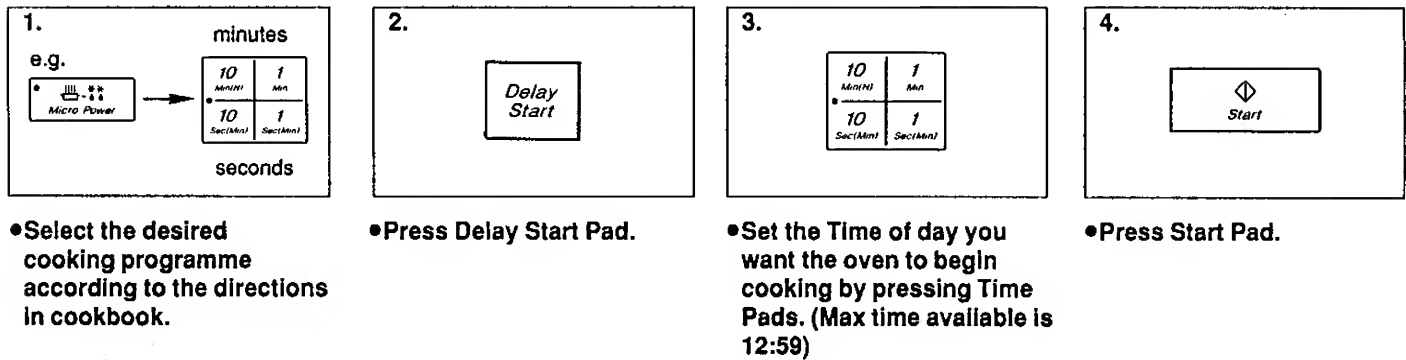 1.
e.g.
Micro Power
minutes
10 1
Min(H) Min
10 1
Sec(Min) Sec(Min)
seconds
•Select the desired
cooking programme
according to the directions
in cookbook.
2.
Delay
Start
•Press Delay Start Pad.
3.
10 1
Min(H) Min
10 1
Sec(Min) Sec(Min)
•Set the Time of day you
want the oven to begin
cooking by pressing Time
Pads. (Max time available is
12:59)
4.
Start
•Press Start Pad.